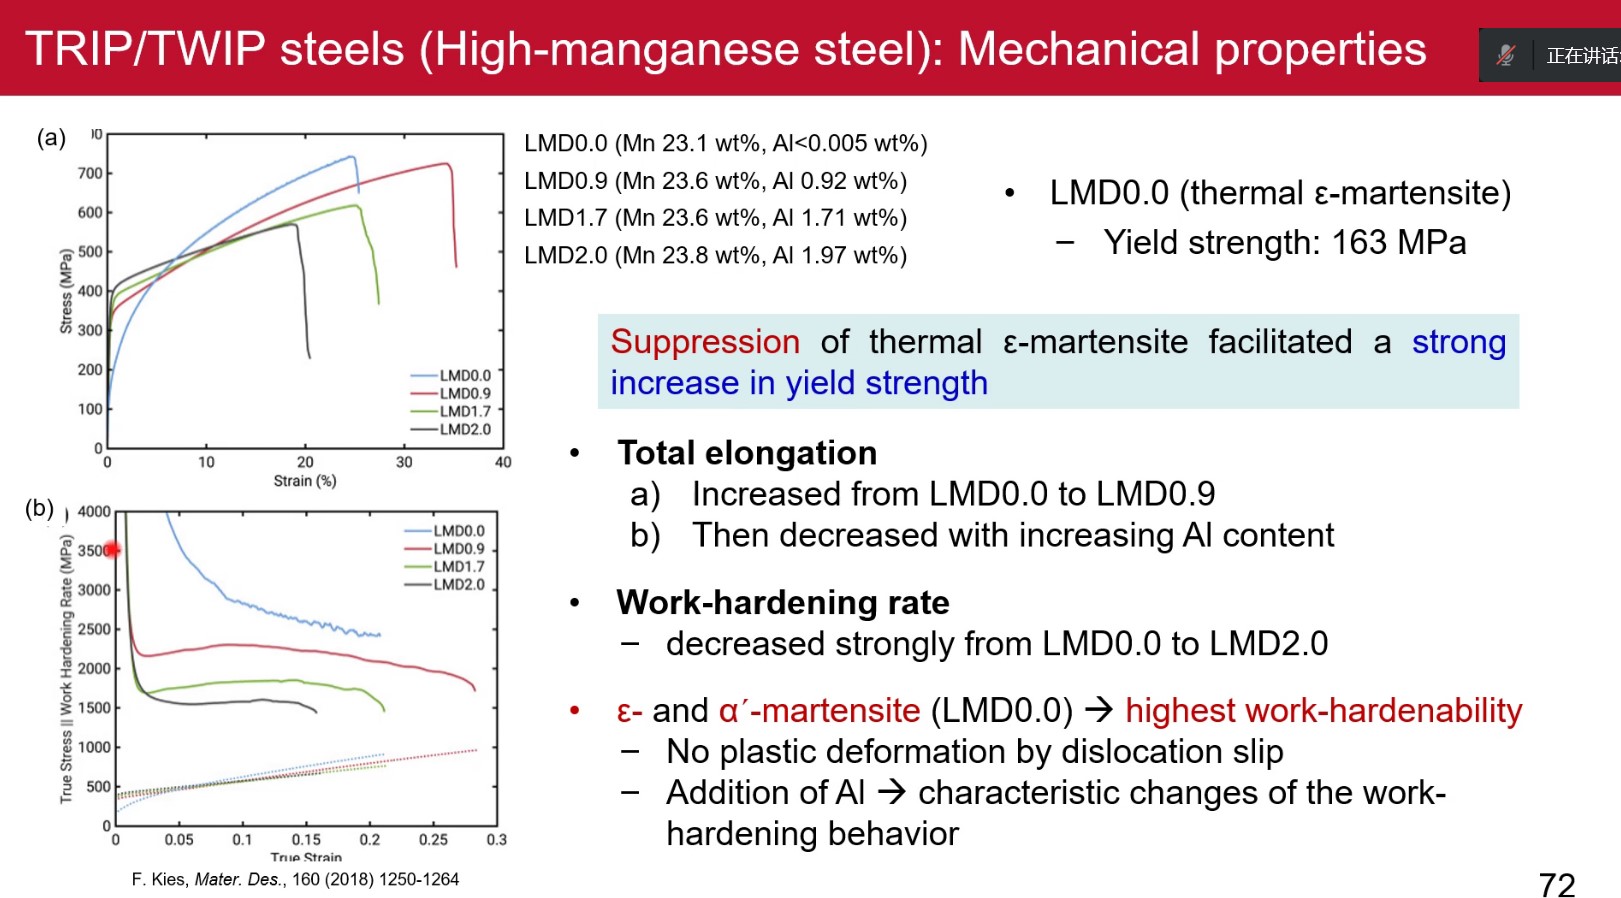 TRIP/TWIP steels (High-manganese steel): Mechanical properties
正在讲话:
(a)
00
700
600
500
400
300
200
100
0
Stress (MPa)
LMD0.0
LMD0.9
LMD1.7
LMD2.0
0 10 20 30 40
Strain (%)
LMD0.0 (Mn 23.1 wt%, Al<0.005 wt%)
LMD0.9 (Mn 23.6 wt%, Al 0.92 wt%)
LMD1.7 (Mn 23.6 wt%, Al 1.71 wt%)
LMD2.0 (Mn 23.8 wt%, Al 1.97 wt%)
• LMD0.0 (thermal ε-martensite)
– Yield strength: 163 MPa
Suppression of thermal ε-martensite facilitated a strong
increase in yield strength
• Total elongation
a) Increased from LMD0.0 to LMD0.9
b) Then decreased with increasing Al content
• Work-hardening rate
– decreased strongly from LMD0.0 to LMD2.0
• ε- and α´-martensite (LMD0.0) → highest work-hardenability
– No plastic deformation by dislocation slip
– Addition of Al → characteristic changes of the work-
hardening behavior
(b)
4000
3500
3000
2500
2000
1500
1000
500
0
True Stress || Work Hardening Rate (MPa)
LMD0.0
LMD0.9
LMD1.7
LMD2.0
0 0.05 0.1 0.15 0.2 0.25 0.3
True Strain
F. Kies, Mater. Des., 160 (2018) 1250-1264
72